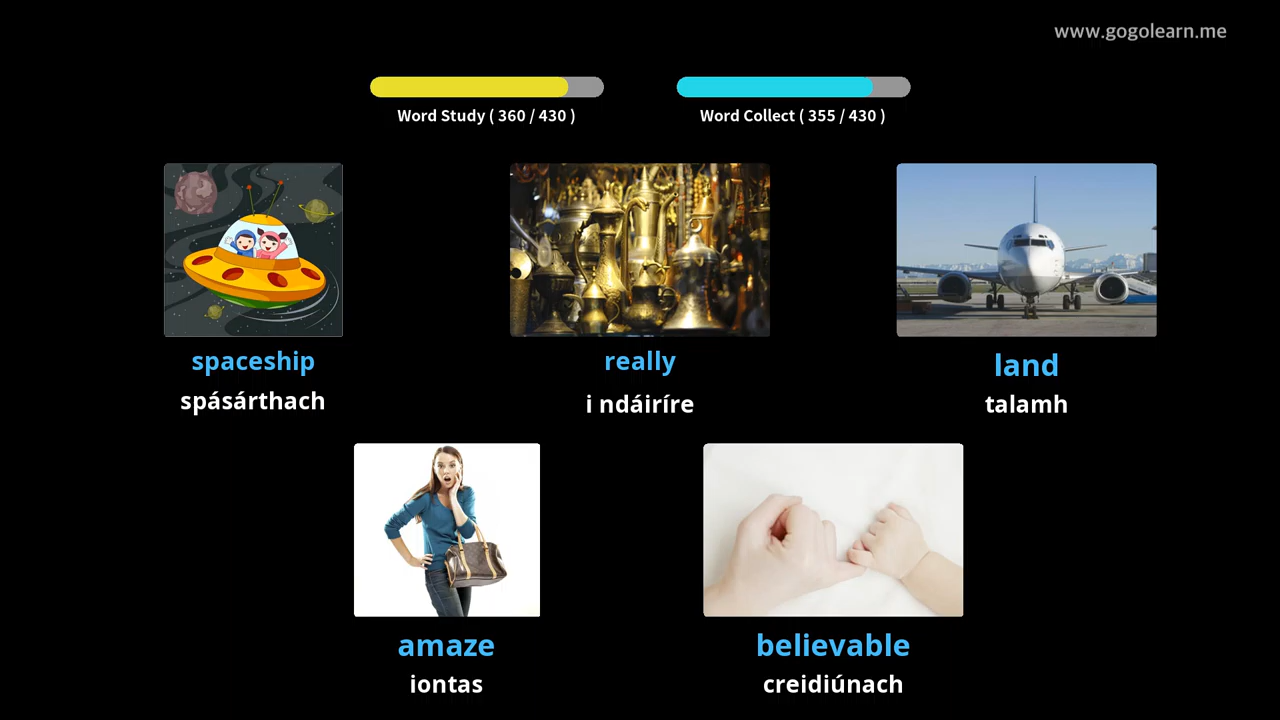 www.gogolearn.me
Word Study ( 360 / 430 )
Word Collect ( 355 / 430 )
spaceship
spásárthach
really
i ndáiríre
land
talamh
amaze
iontas
believable
creidiúnach